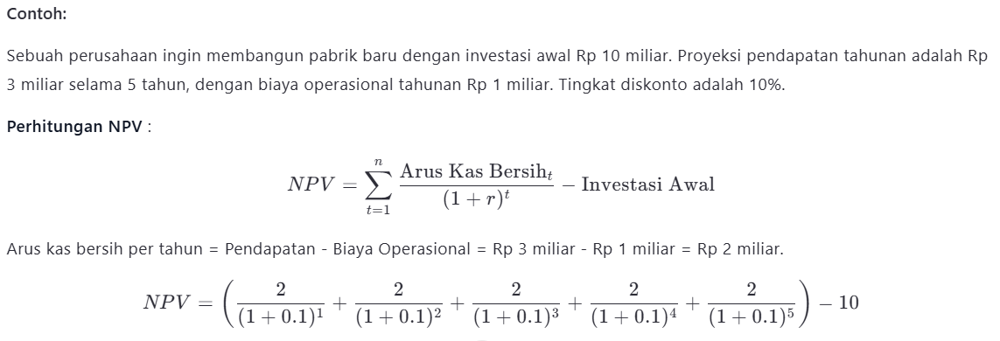 Contoh:
Sebuah perusahaan ingin membangun pabrik baru dengan investasi awal Rp 10 miliar. Proyeksi pendapatan tahunan adalah Rp
3 miliar selama 5 tahun, dengan biaya operasional tahunan Rp 1 miliar. Tingkat diskonto adalah 10%.
Perhitungan NPV :
NPV = \sum_{t=1}^{n} \frac{\text{Arus Kas Bersih}_t}{(1 + r)^t} - \text{Investasi Awal}
Arus kas bersih per tahun = Pendapatan - Biaya Operasional = Rp 3 miliar - Rp 1 miliar = Rp 2 miliar.
NPV = \left( \frac{2}{(1 + 0.1)^1} + \frac{2}{(1 + 0.1)^2} + \frac{2}{(1 + 0.1)^3} + \frac{2}{(1 + 0.1)^4} + \frac{2}{(1 + 0.1)^5} \right) - 10